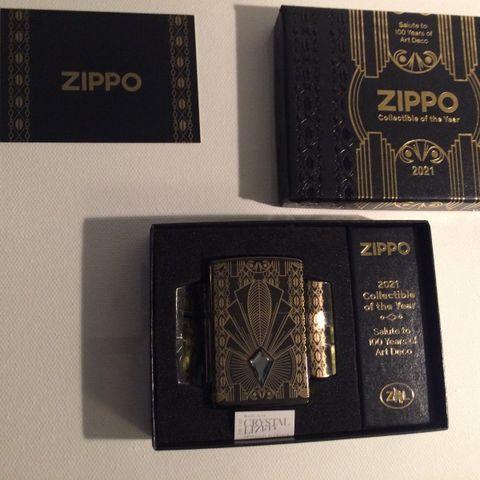 ZIPPO
Salute to
100 Years of
Art Deco
ZIPPO
Collectible of the Year
2021
ZIPPO
2021
Collectible
of the Year
Salute to
100 Years of
Art Deco
CRYSTAL